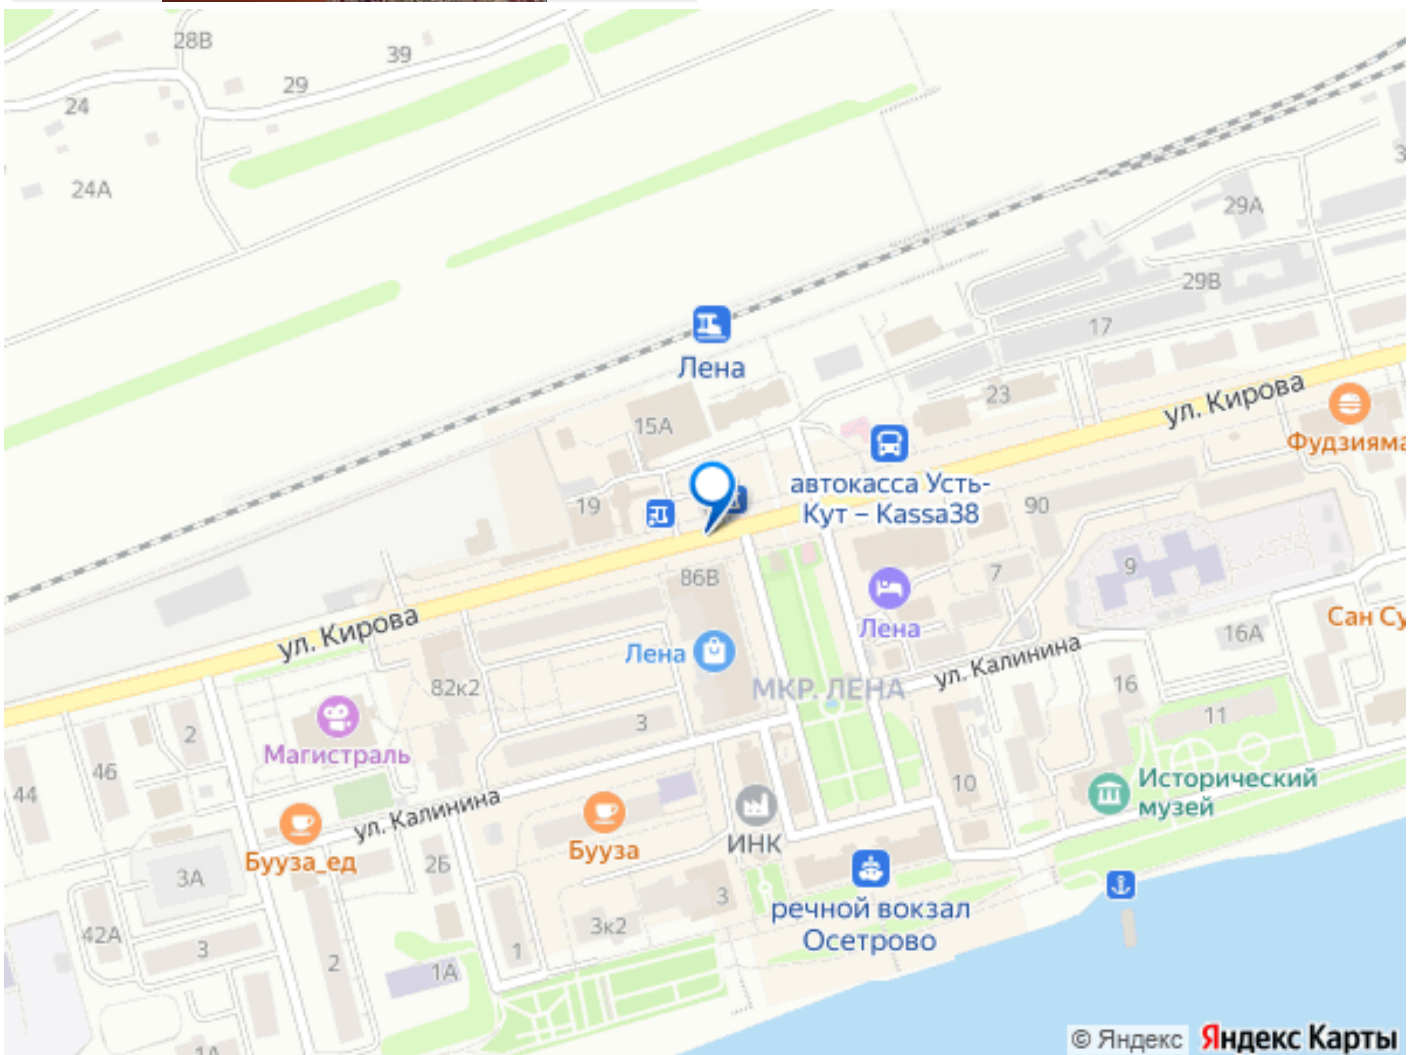 28В
39
29
24
24А
29А
29В
17
Лена
23
ул. Кирова
15А
Фудзияма
автокасса Усть-
Кут – Kassa38
19
90
86В
7
9
Лена
Сан Су
16А
ул. Кирова
Лена
ул. Калинина
82к2
МКР. ЛЕНА
16
11
3
2
Магистраль
46
44
10
Исторический
музей
ул. Калинина
ИНК
Бууза
Бууза_ед
2Б
3А
3
речной вокзал
Осетрово
3к2
42А
3
2
1
1А
1А
© Яндекс Яндекс Карты